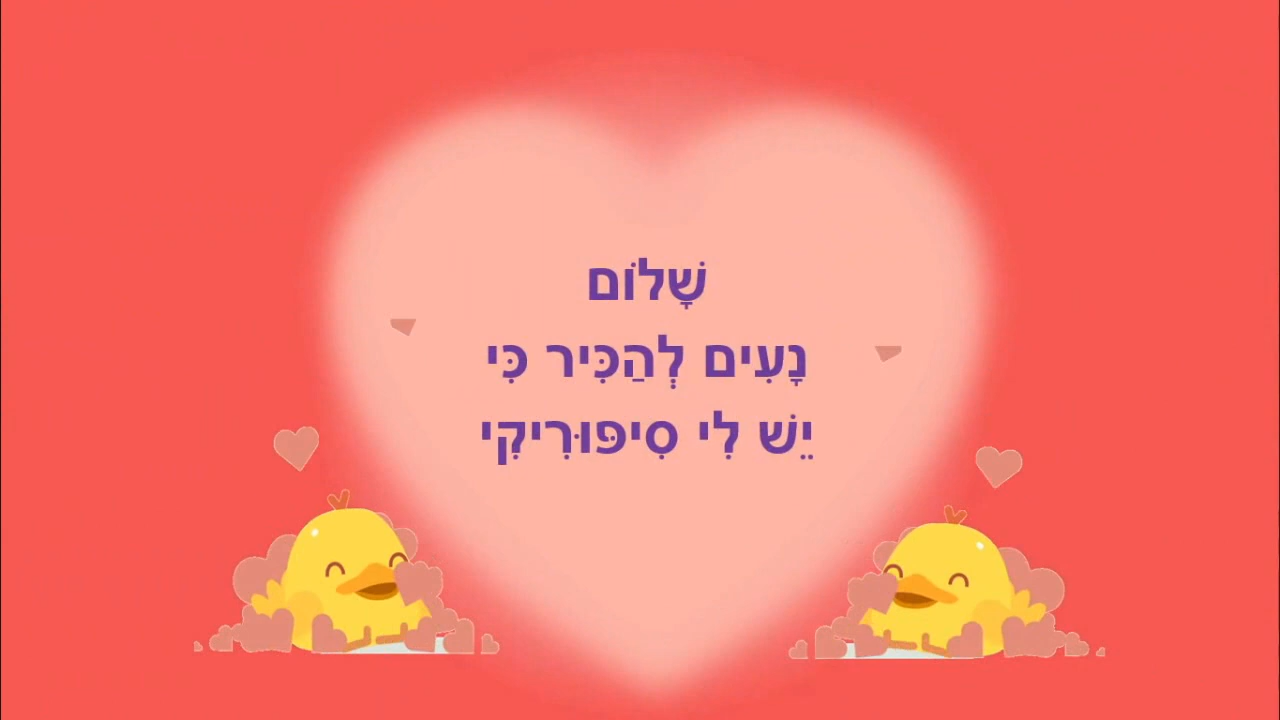 שָׁלוֹם
נָעִים לְהַכִּיר כִּי
יֵשׁ לִי סִיפּוּרִיקִי